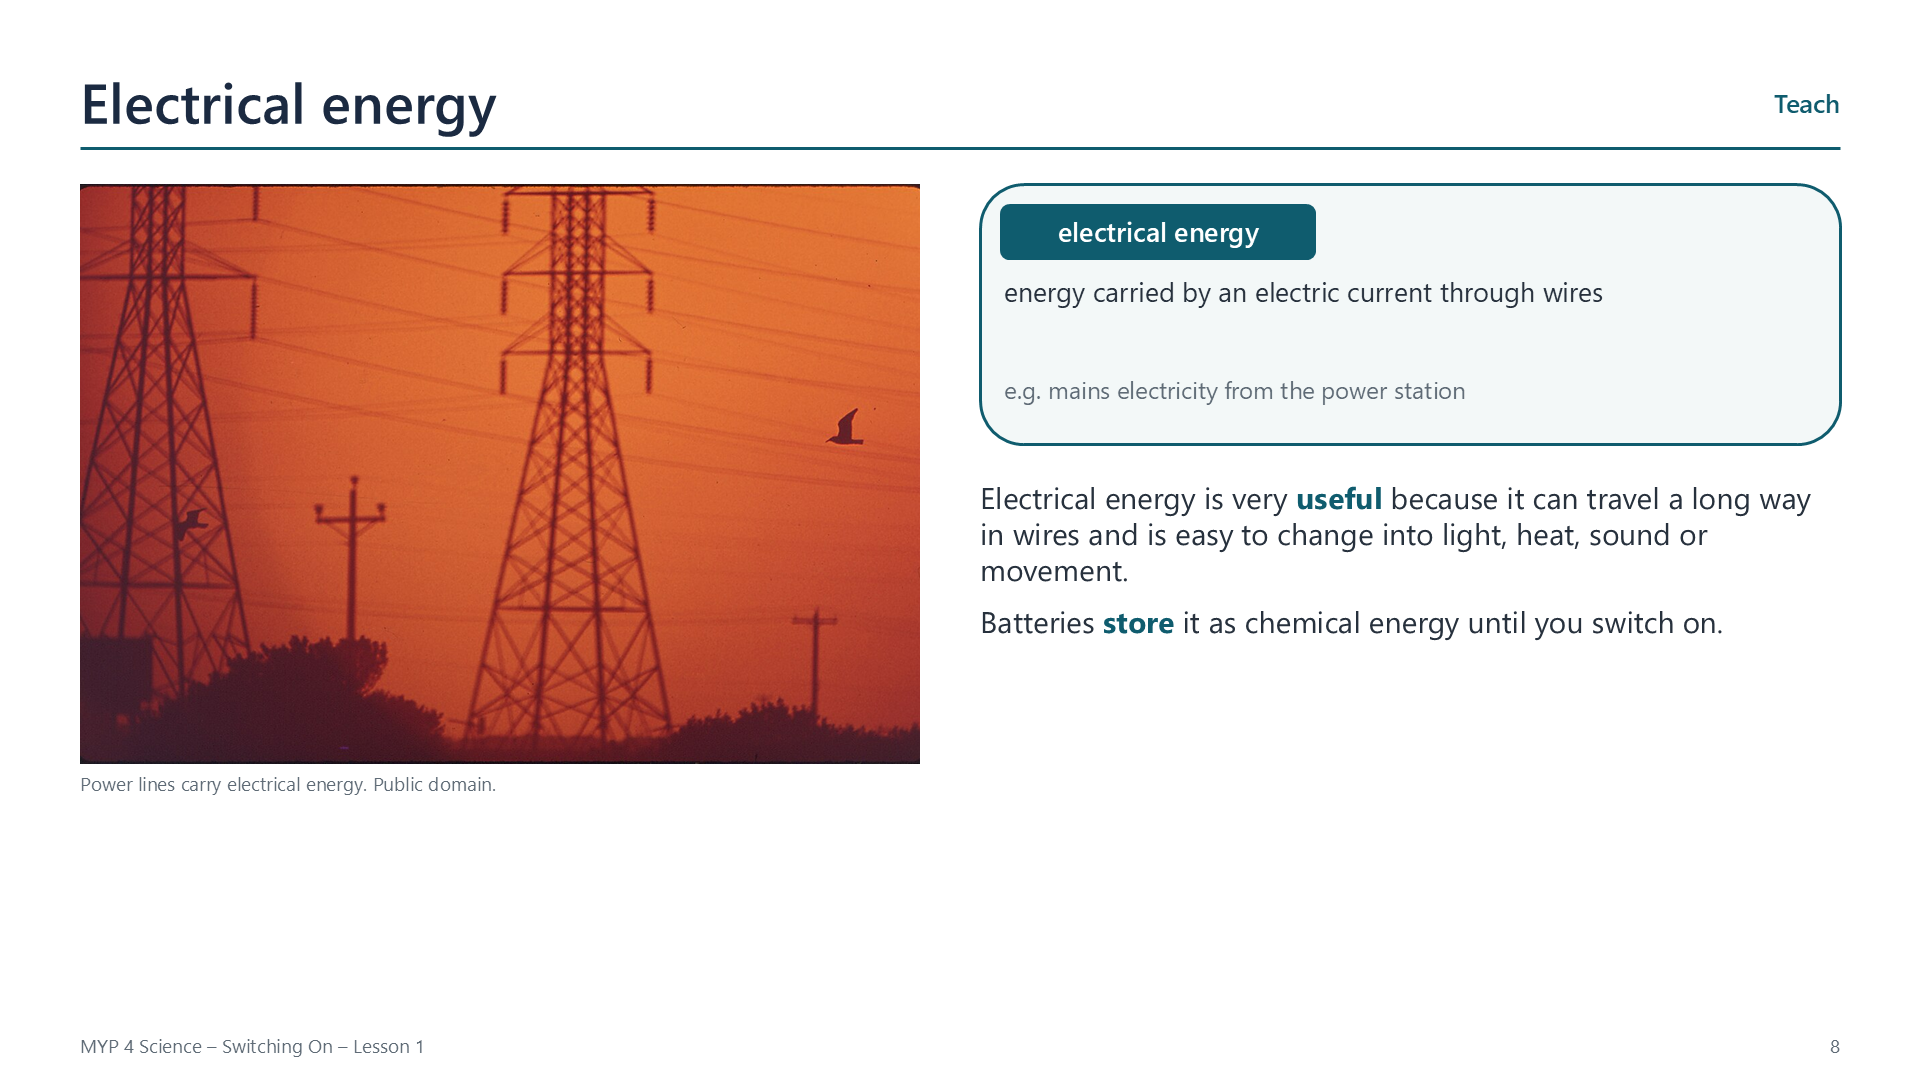 Electrical energy
Teach
electrical energy
energy carried by an electric current through wires
e.g. mains electricity from the power station
Electrical energy is very useful because it can travel a long way
in wires and is easy to change into light, heat, sound or
movement.
Batteries store it as chemical energy until you switch on.
Power lines carry electrical energy. Public domain.
MYP 4 Science – Switching On – Lesson 1
8